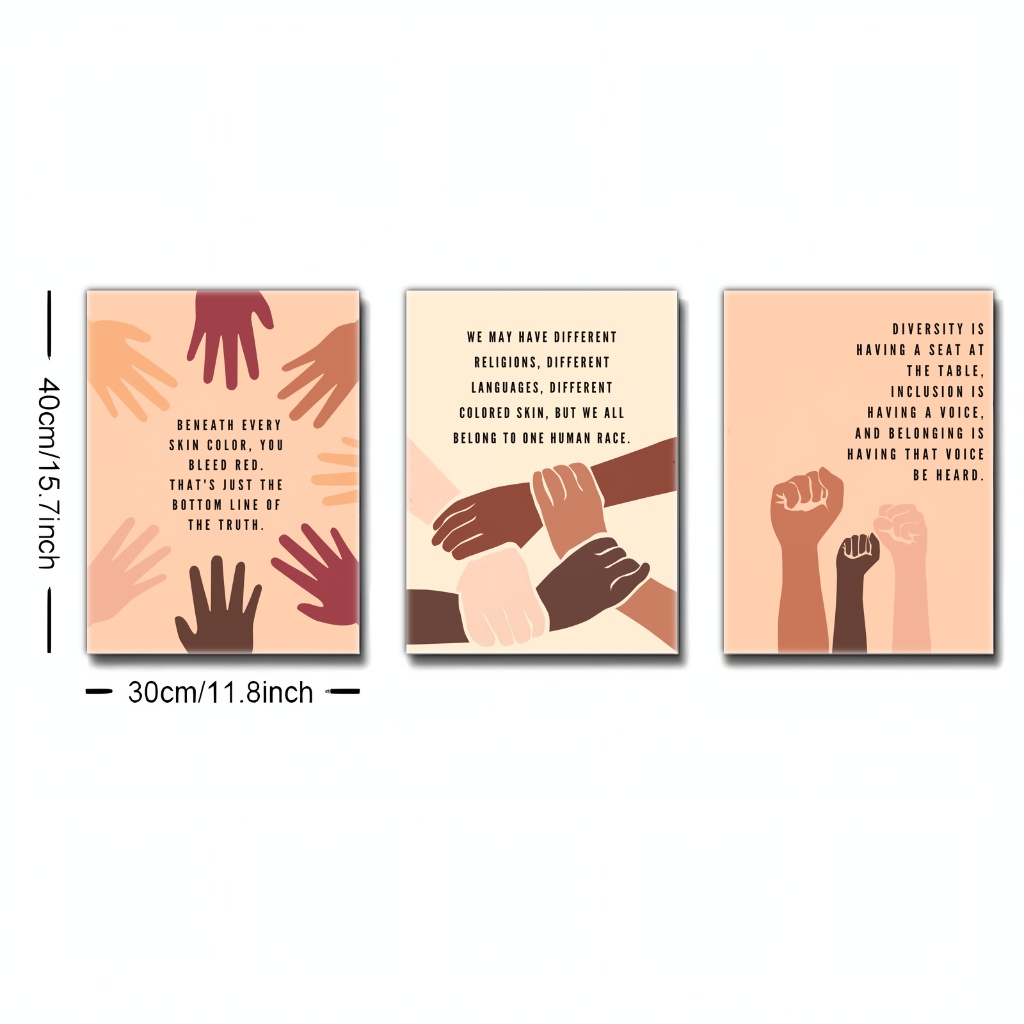 40cm/15.7inch
BENEATH EVERY
SKIN COLOR, YOU
BLEED RED.
THAT'S JUST THE
BOTTOM LINE OF
THE TRUTH.
30cm/11.8inch
WE MAY HAVE DIFFERENT
RELIGIONS, DIFFERENT
LANGUAGES, DIFFERENT
COLORED SKIN, BUT WE ALL
BELONG TO ONE HUMAN RACE.
DIVERSITY IS
HAVING A SEAT AT
THE TABLE,
INCLUSION IS
HAVING A VOICE,
AND BELONGING IS
HAVING THAT VOICE
BE HEARD.